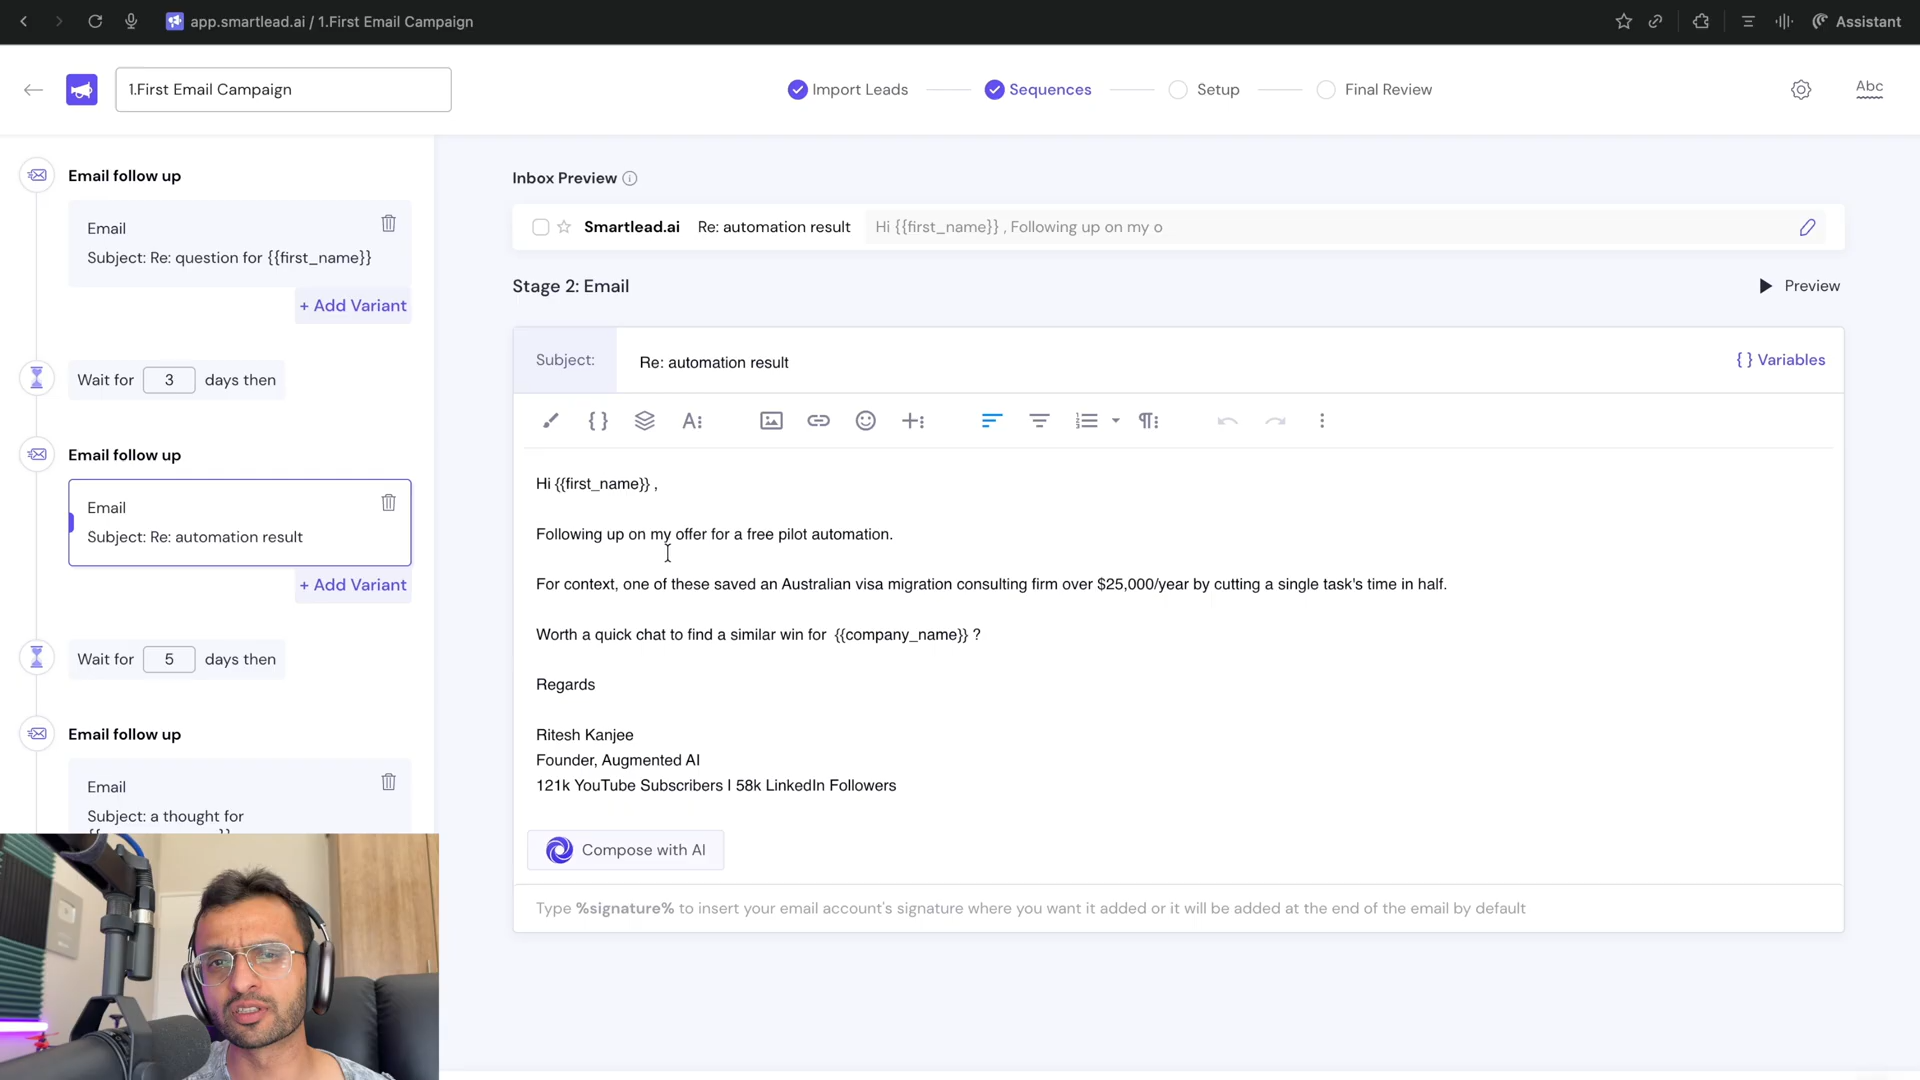 app.smartlead.ai / 1.First Email Campaign
Assistant
1.First Email Campaign
Import Leads
Sequences
Setup
Final Review
Abc
Email follow up
Email
Subject: Re: question for {{first_name}}
+ Add Variant
Wait for 3 days then
Email follow up
Email
Subject: Re: automation result
+ Add Variant
Wait for 5 days then
Email follow up
Email
Subject: a thought for
Inbox Preview
Smartlead.ai Re: automation result Hi {{first_name}} , Following up on my o
Stage 2: Email
Preview
Subject: Re: automation result
{ } Variables
Hi {{first_name}} ,
Following up on my offer for a free pilot automation.
For context, one of these saved an Australian visa migration consulting firm over $25,000/year by cutting a single task's time in half.
Worth a quick chat to find a similar win for {{company_name}} ?
Regards
Ritesh Kanjee
Founder, Augmented AI
121k YouTube Subscribers | 58k LinkedIn Followers
Compose with AI
Type %signature% to insert your email account's signature where you want it added or it will be added at the end of the email by default